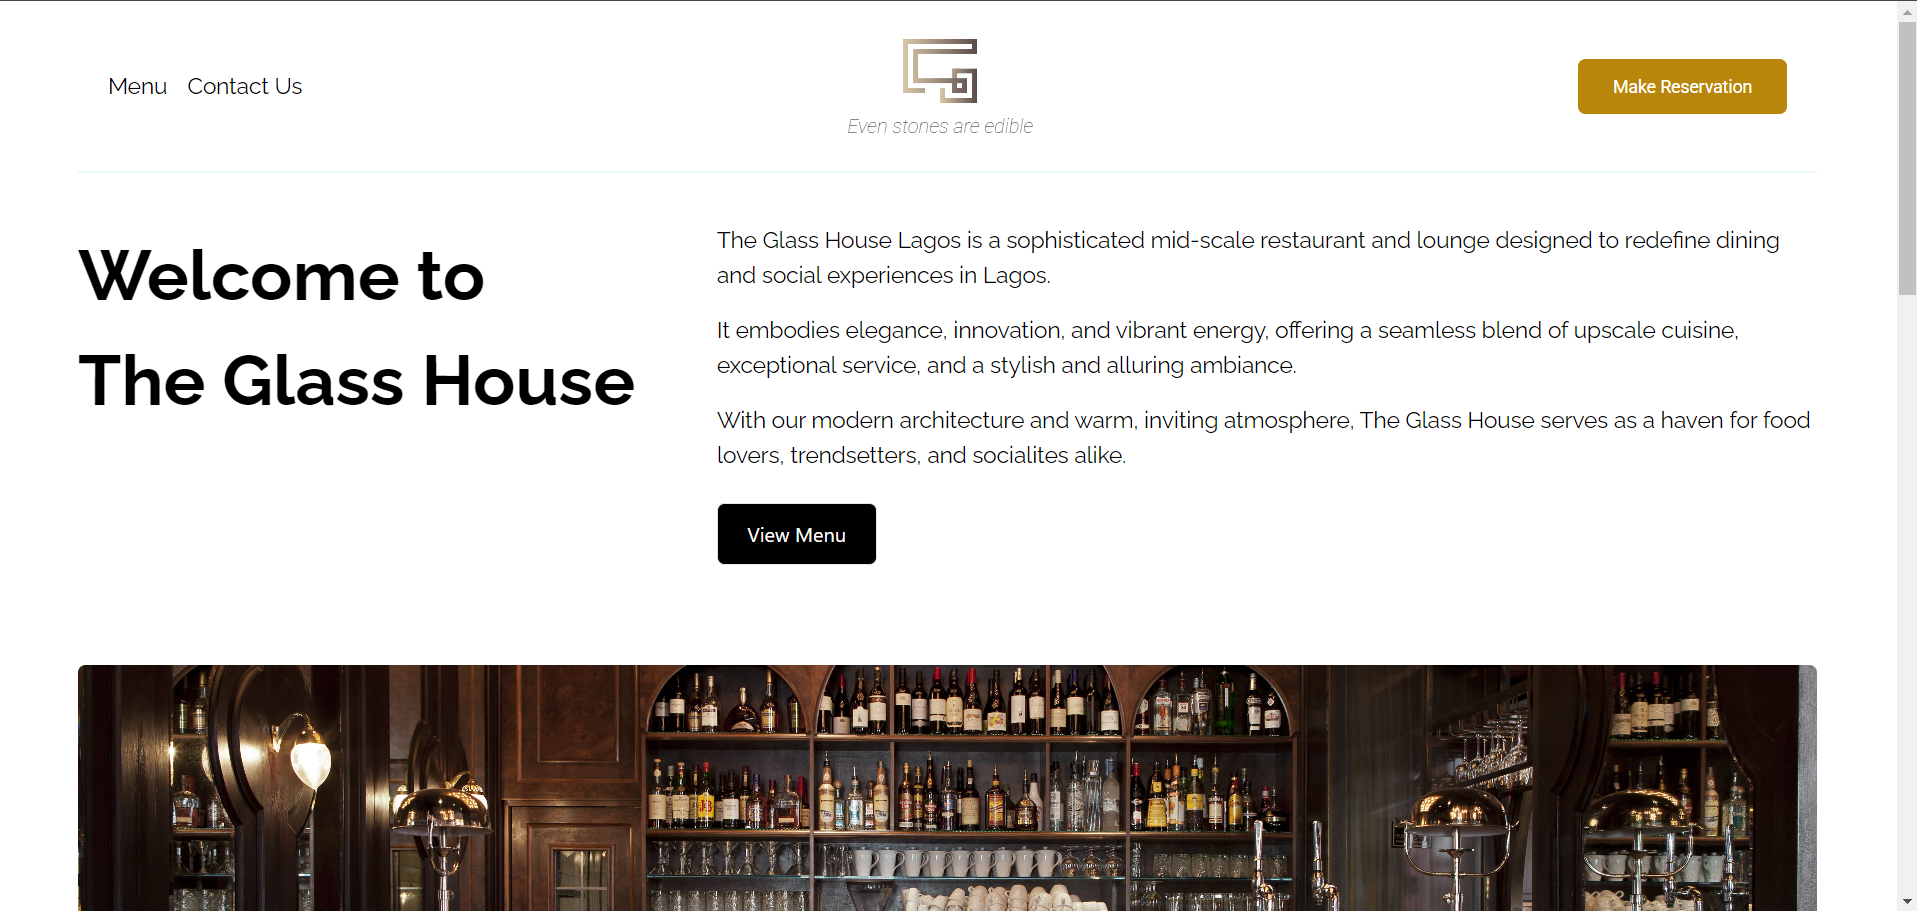 Menu Contact Us
Even stones are edible
Make Reservation
Welcome to
The Glass House
The Glass House Lagos is a sophisticated mid-scale restaurant and lounge designed to redefine dining
and social experiences in Lagos.
It embodies elegance, innovation, and vibrant energy, offering a seamless blend of upscale cuisine,
exceptional service, and a stylish and alluring ambiance.
With our modern architecture and warm, inviting atmosphere, The Glass House serves as a haven for food
lovers, trendsetters, and socialites alike.
View Menu